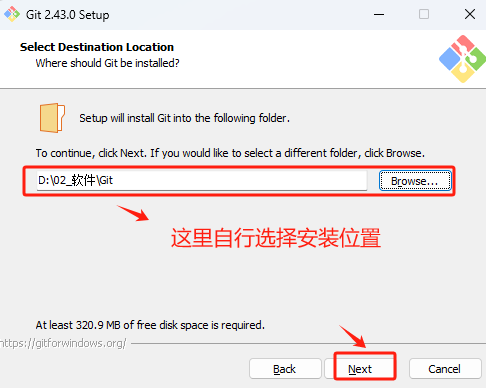 Git 2.43.0 Setup
Select Destination Location
Where should Git be installed?
Setup will install Git into the following folder.
To continue, click Next. If you would like to select a different folder, click Browse.
D:\02_软件\Git
Browse...
这里自行选择安装位置
At least 320.9 MB of free disk space is required.
https://gitforwindows.org/
Back
Next
Cancel